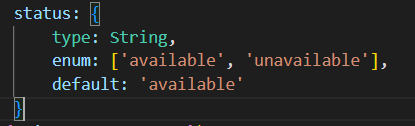 status: {
    type: String,
    enum: ['available', 'unavailable'],
    default: 'available'
}